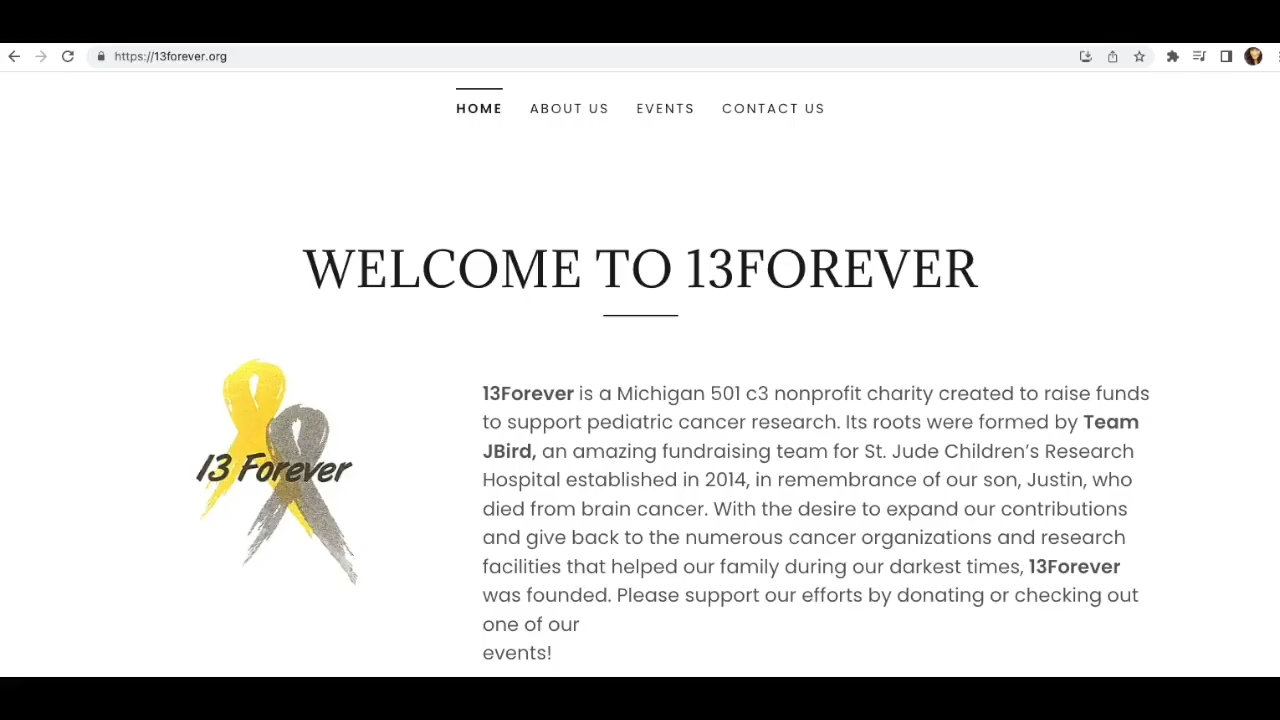 https://13forever.org
HOME ABOUT US EVENTS CONTACT US
WELCOME TO 13FOREVER
13 Forever
13Forever is a Michigan 501 c3 nonprofit charity created to raise funds
to support pediatric cancer research. Its roots were formed by Team
JBird, an amazing fundraising team for St. Jude Children’s Research
Hospital established in 2014, in remembrance of our son, Justin, who
died from brain cancer. With the desire to expand our contributions
and give back to the numerous cancer organizations and research
facilities that helped our family during our darkest times, 13Forever
was founded. Please support our efforts by donating or checking out
one of our
events!